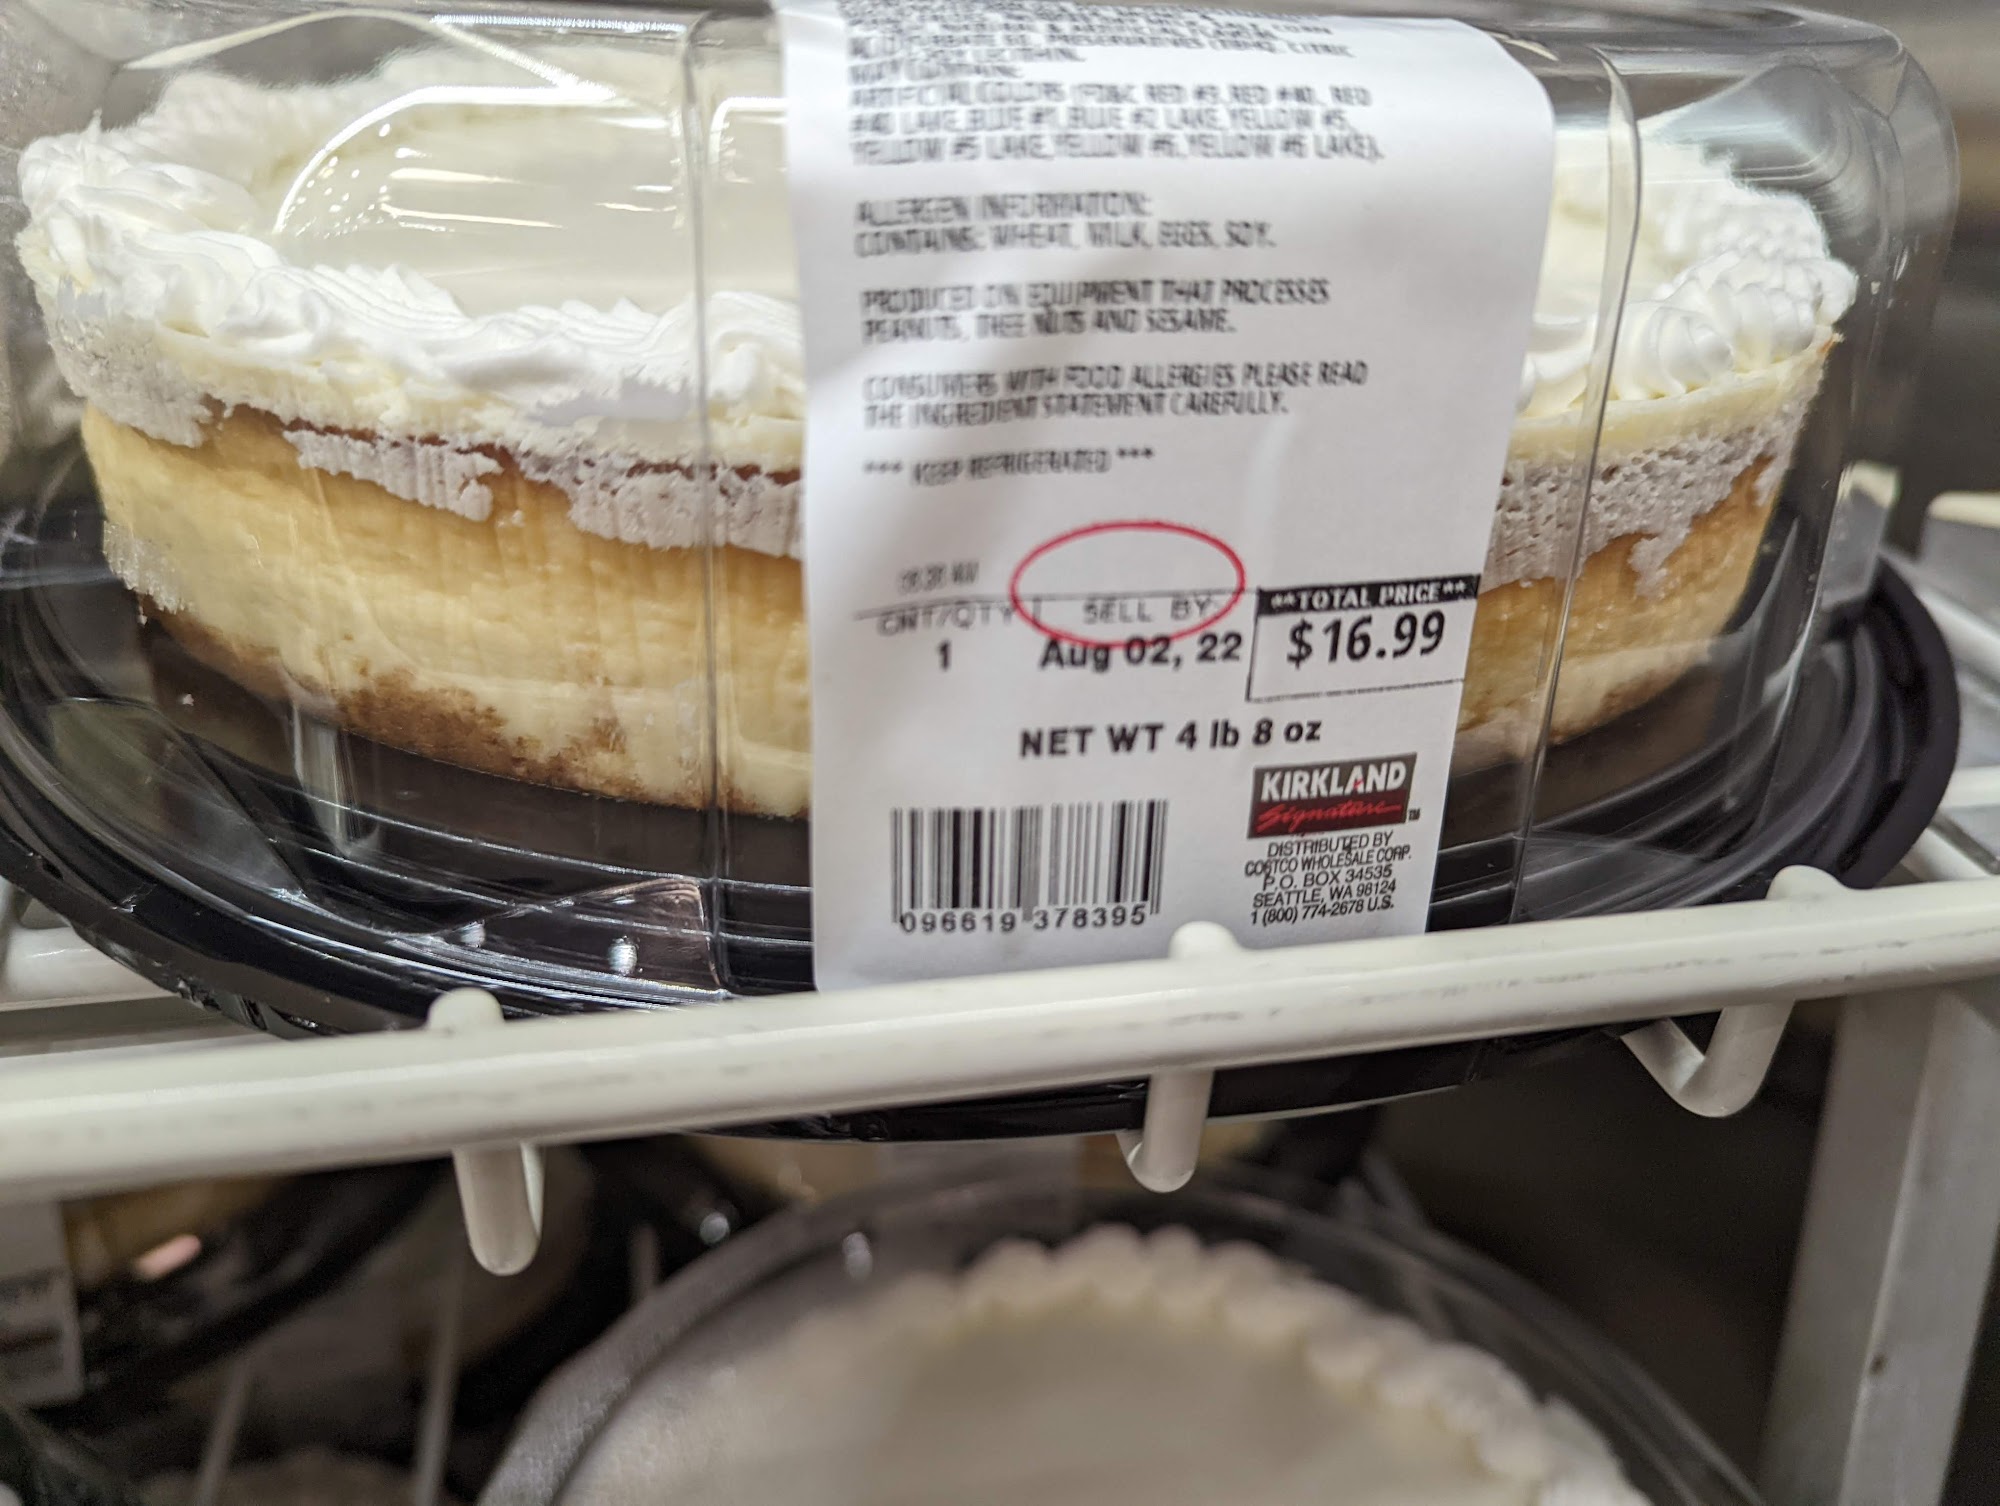 ARTIFICIAL COLORS (FD&C RED #3, RED #40, RED
#40 LAKE, BLUE #1, BLUE #2 LAKE, YELLOW #5,
YELLOW #5 LAKE, YELLOW #6, YELLOW #6 LAKE).
ALLERGEN INFORMATION:
CONTAINS: WHEAT, MILK, EGGS, SOY.
PRODUCED ON EQUIPMENT THAT PROCESSES
PEANUTS, TREE NUTS AND SESAME.
CONSUMERS WITH FOOD ALLERGIES PLEASE READ
THE INGREDIENT STATEMENT CAREFULLY.
*** KEEP REFRIGERATED ***
CNT/QTY SELL BY **TOTAL PRICE**
1 Aug 02, 22 $16.99
NET WT 4 lb 8 oz
KIRKLAND
Signature™
DISTRIBUTED BY
COSTCO WHOLESALE CORP.
P.O. BOX 34535
SEATTLE, WA 98124
1 (800) 774-2678 U.S.
096619 378395